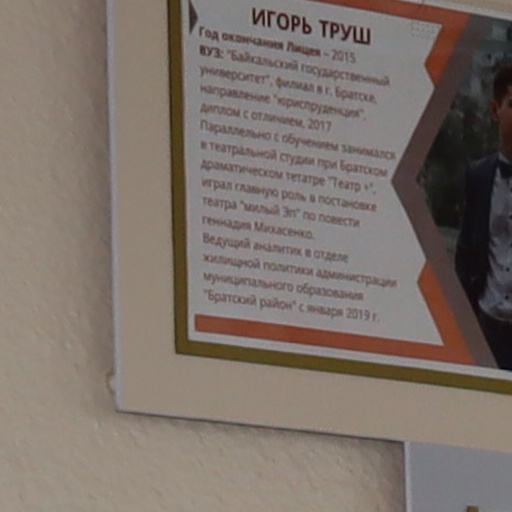 ИГОРЬ ТРУШ
Год окончания Лицея – 2015
ВУЗ: "Байкальский государственный
университет", филиал в г. Братске,
направление "юриспруденция",
диплом с отличием, 2017
Параллельно с обучением занимался
в театральной студии при Братском
драматическом тетатре "Театр +",
играл главную роль в постановке
театра "милый Эп" по повести
геннадия Михасенко.
Ведущий аналитик в отделе
жилищной политики администрации
муниципального образования
"Братский район" с января 2019 г.